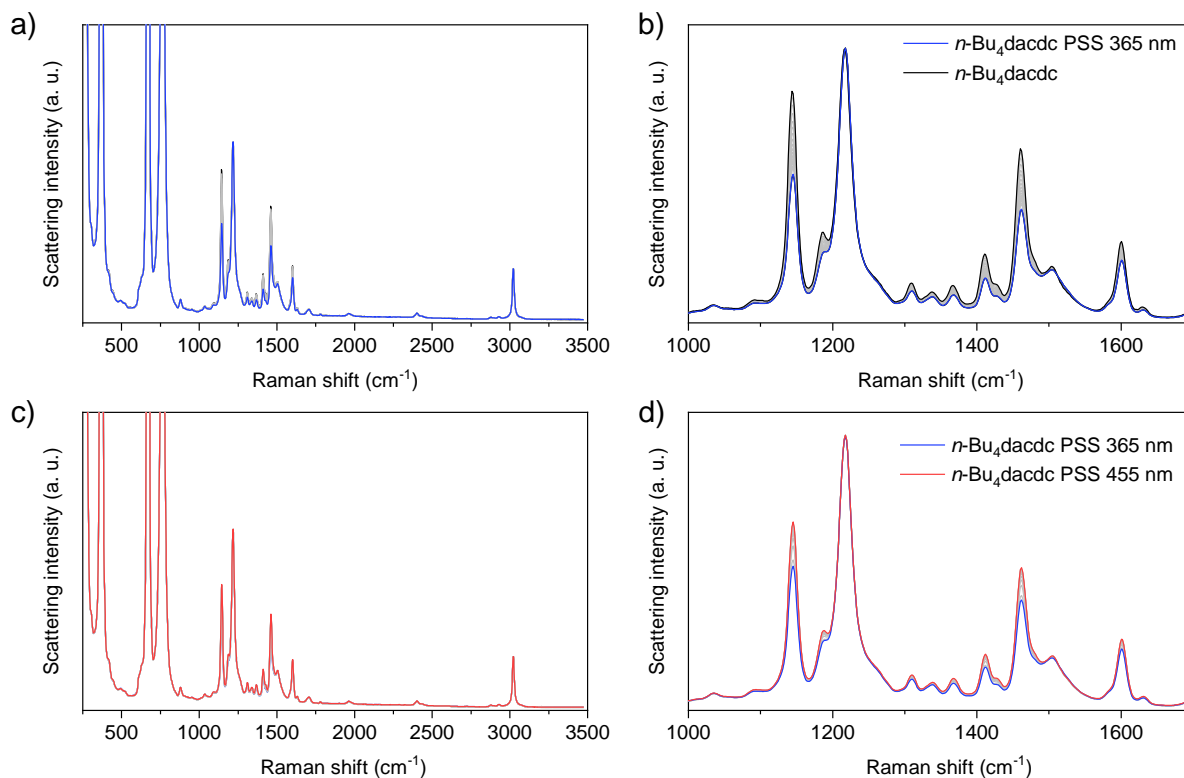 a)
Scattering intensity (a. u.)
500 1000 1500 2000 2500 3000 3500
Raman shift (cm⁻¹)
b)
n-Bu₄dacdc PSS 365 nm
n-Bu₄dacdc
Scattering intensity (a. u.)
1000 1200 1400 1600
Raman shift (cm⁻¹)
c)
Scattering intensity (a. u.)
500 1000 1500 2000 2500 3000 3500
Raman shift (cm⁻¹)
d)
n-Bu₄dacdc PSS 365 nm
n-Bu₄dacdc PSS 455 nm
Scattering intensity (a. u.)
1000 1200 1400 1600
Raman shift (cm⁻¹)